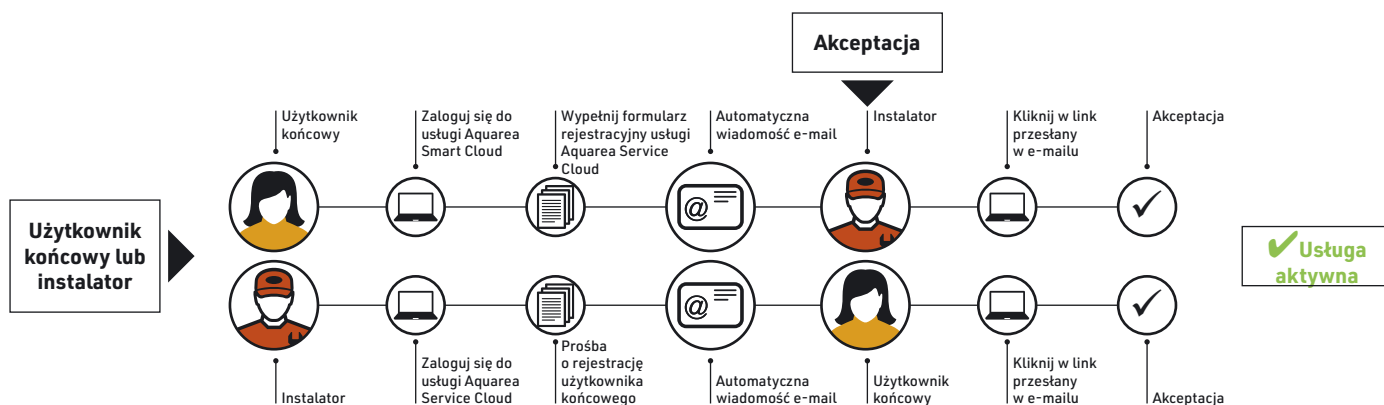 Akceptacja
Użytkownik
końcowy
Zaloguj się do
usługi Aquarea
Smart Cloud
Wypełnij formularz
rejestracyjny usługi
Aquarea Service
Cloud
Automatyczna
wiadomość e-mail
Instalator
Kliknij w link
przesłany
w e-mailu
Akceptacja
Użytkownik
końcowy lub
instalator
@
@
Usługa
aktywna
Instalator
Zaloguj się do
usługi Aquarea
Service Cloud
Prośba
o rejestrację
użytkownika
końcowego
Automatyczna
wiadomość e-mail
Użytkownik
końcowy
Kliknij w link
przesłany
w e-mailu
Akceptacja